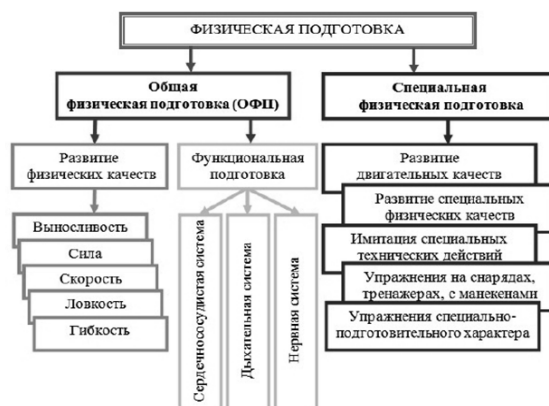 ФИЗИЧЕСКАЯ ПОДГОТОВКА
Общая
физическая подготовка (ОФП)
Специальная
физическая подготовка
Развитие
физических качеств
Функциональная
подготовка
Развитие
двигательных качеств
Выносливость
Сила
Скорость
Ловкость
Гибкость
Сердечнососудистая система
Дыхательная система
Нервная система
Развитие специальных
физических качеств
Имитация специальных
технических действий
Упражнения на снарядах,
тренажерах, с манекенами
Упражнения специально-
подготовительного характера